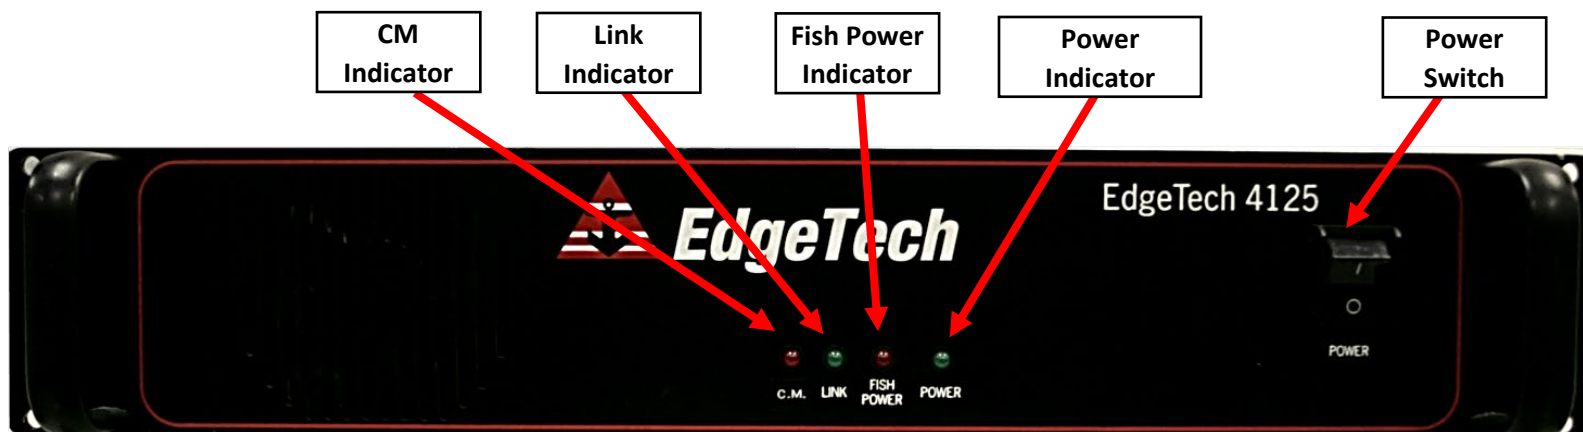 CM
Indicator
Link
Indicator
Fish Power
Indicator
Power
Indicator
Power
Switch
EdgeTech 4125
EdgeTech
C.M.
LINK
FISH
POWER
POWER
POWER